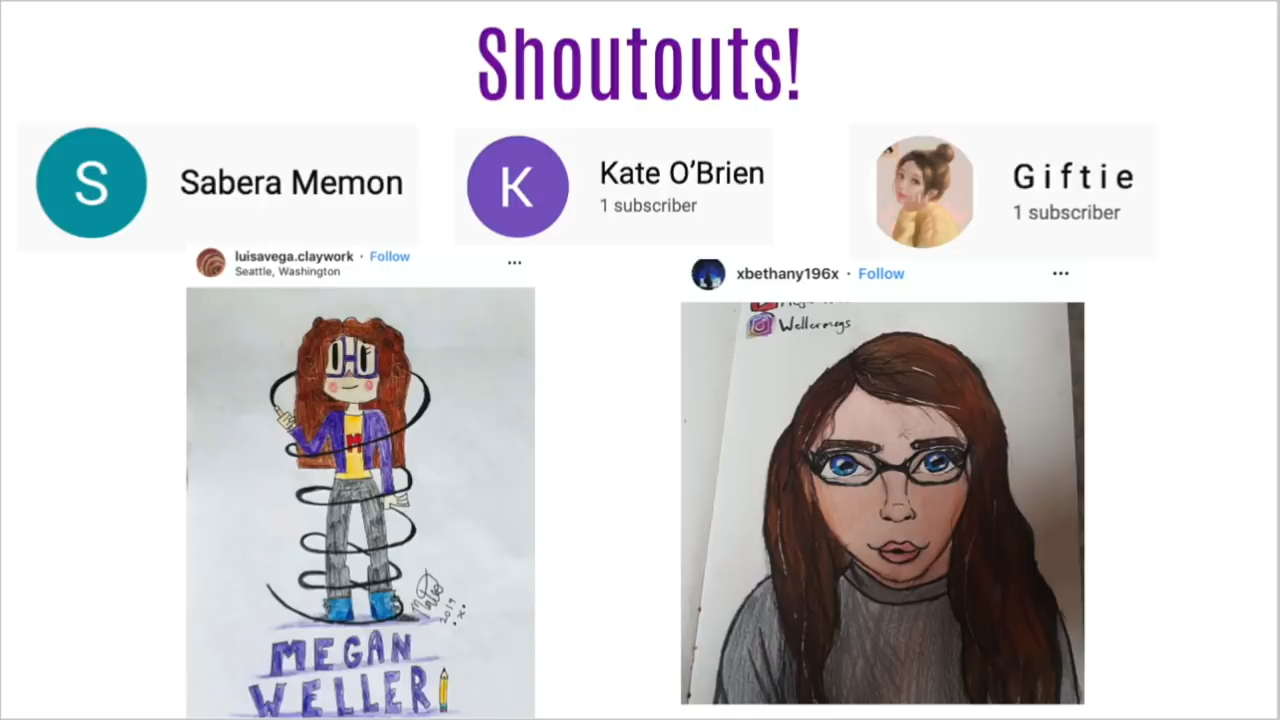 Shoutouts!
S
Sabera Memon
K
Kate O’Brien
1 subscriber
Giftie
1 subscriber
luisavega.claywork · Follow
Seattle, Washington
M
2019
MEGAN
WELLER
xbethany196x · Follow
Wellermegs